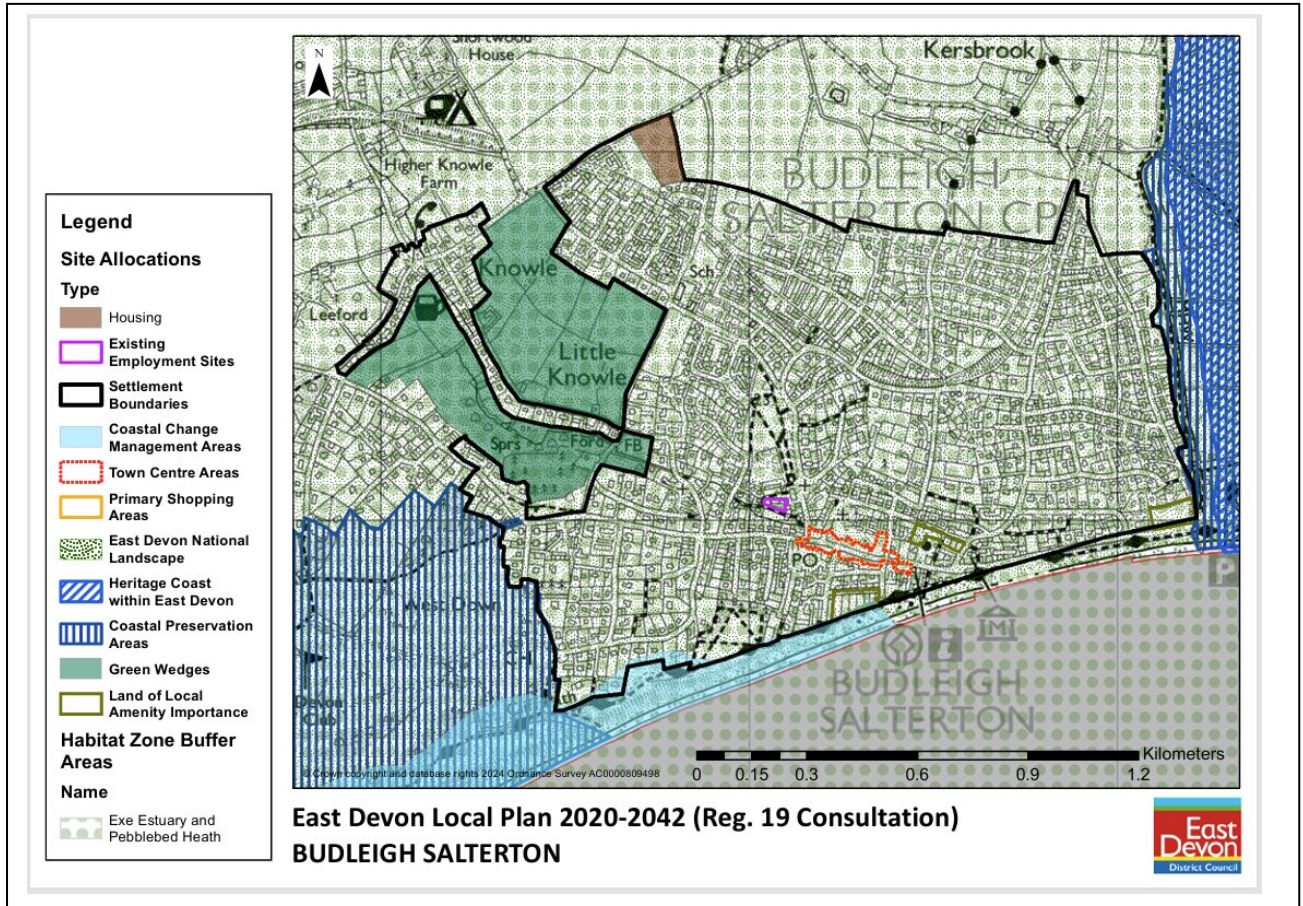 Shortwood
House
Kersbrook
N
Higher Knowle
Farm
BUDLEIGH
SALTERTON CP
Knowle
Sch
Leeford
Little
Knowle
Sprs
Ford
FB
PO
West Down
P
BUDLEIGH
SALTERTON
Kilometers
0 0.15 0.3 0.6 0.9 1.2
© Crown copyright and database rights 2024 Ordnance Survey AC0000809498
Legend
Site Allocations
Type
Housing
Existing
Employment Sites
Settlement
Boundaries
Coastal Change
Management Areas
Town Centre Areas
Primary Shopping
Areas
East Devon National
Landscape
Heritage Coast
within East Devon
Coastal Preservation
Areas
Green Wedges
Land of Local
Amenity Importance
Habitat Zone Buffer
Areas
Name
Exe Estuary and
Pebblebed Heath
East Devon Local Plan 2020-2042 (Reg. 19 Consultation)
BUDLEIGH SALTERTON
East
Devon
District Council